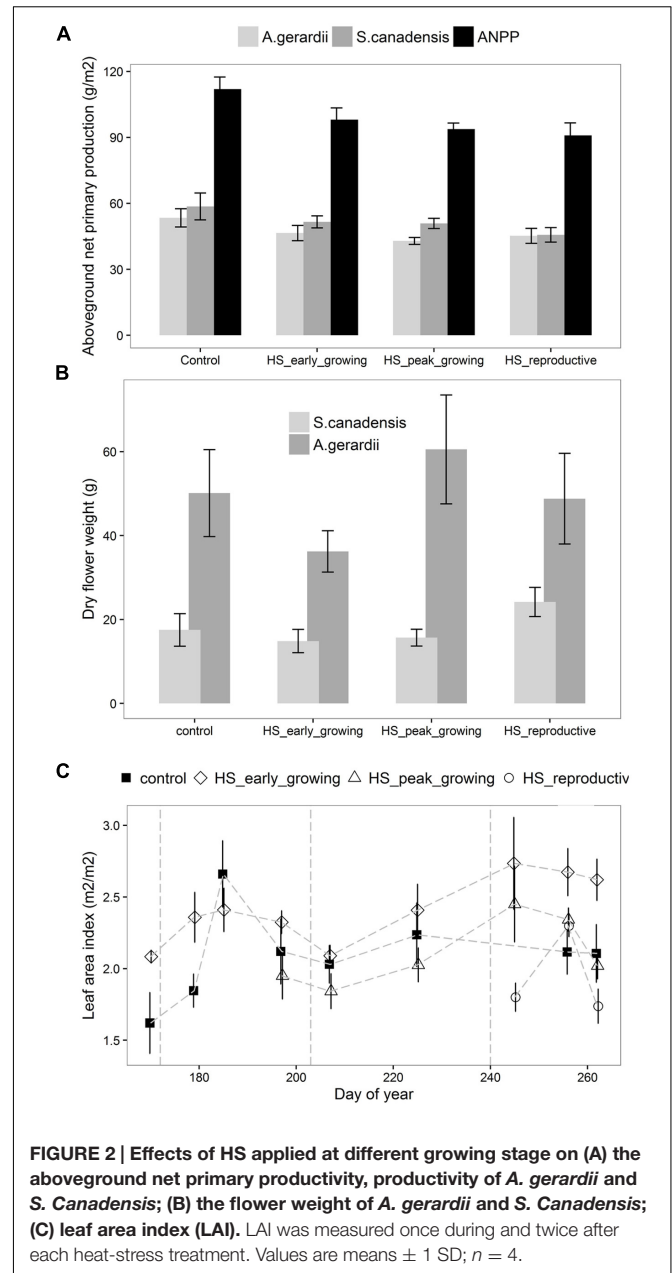 A
A.gerardii S.canadensis ANPP
Aboveground net primary production (g/m2)
120
90
60
30
0
Control HS_early_growing HS_peak_growing HS_reproductive
B
S.canadensis
A.gerardii
Dry flower weight (g)
60
40
20
0
control HS_early_growing HS_peak_growing HS_reproductive
C
control HS_early_growing HS_peak_growing HS_reproductiv
Leaf area index (m2/m2)
3.0
2.5
2.0
1.5
180 200 220 240 260
Day of year
FIGURE 2 | Effects of HS applied at different growing stage on (A) the
aboveground net primary productivity, productivity of A. gerardii and
S. Canadensis; (B) the flower weight of A. gerardii and S. Canadensis;
(C) leaf area index (LAI). LAI was measured once during and twice after
each heat-stress treatment. Values are means ± 1 SD; n = 4.